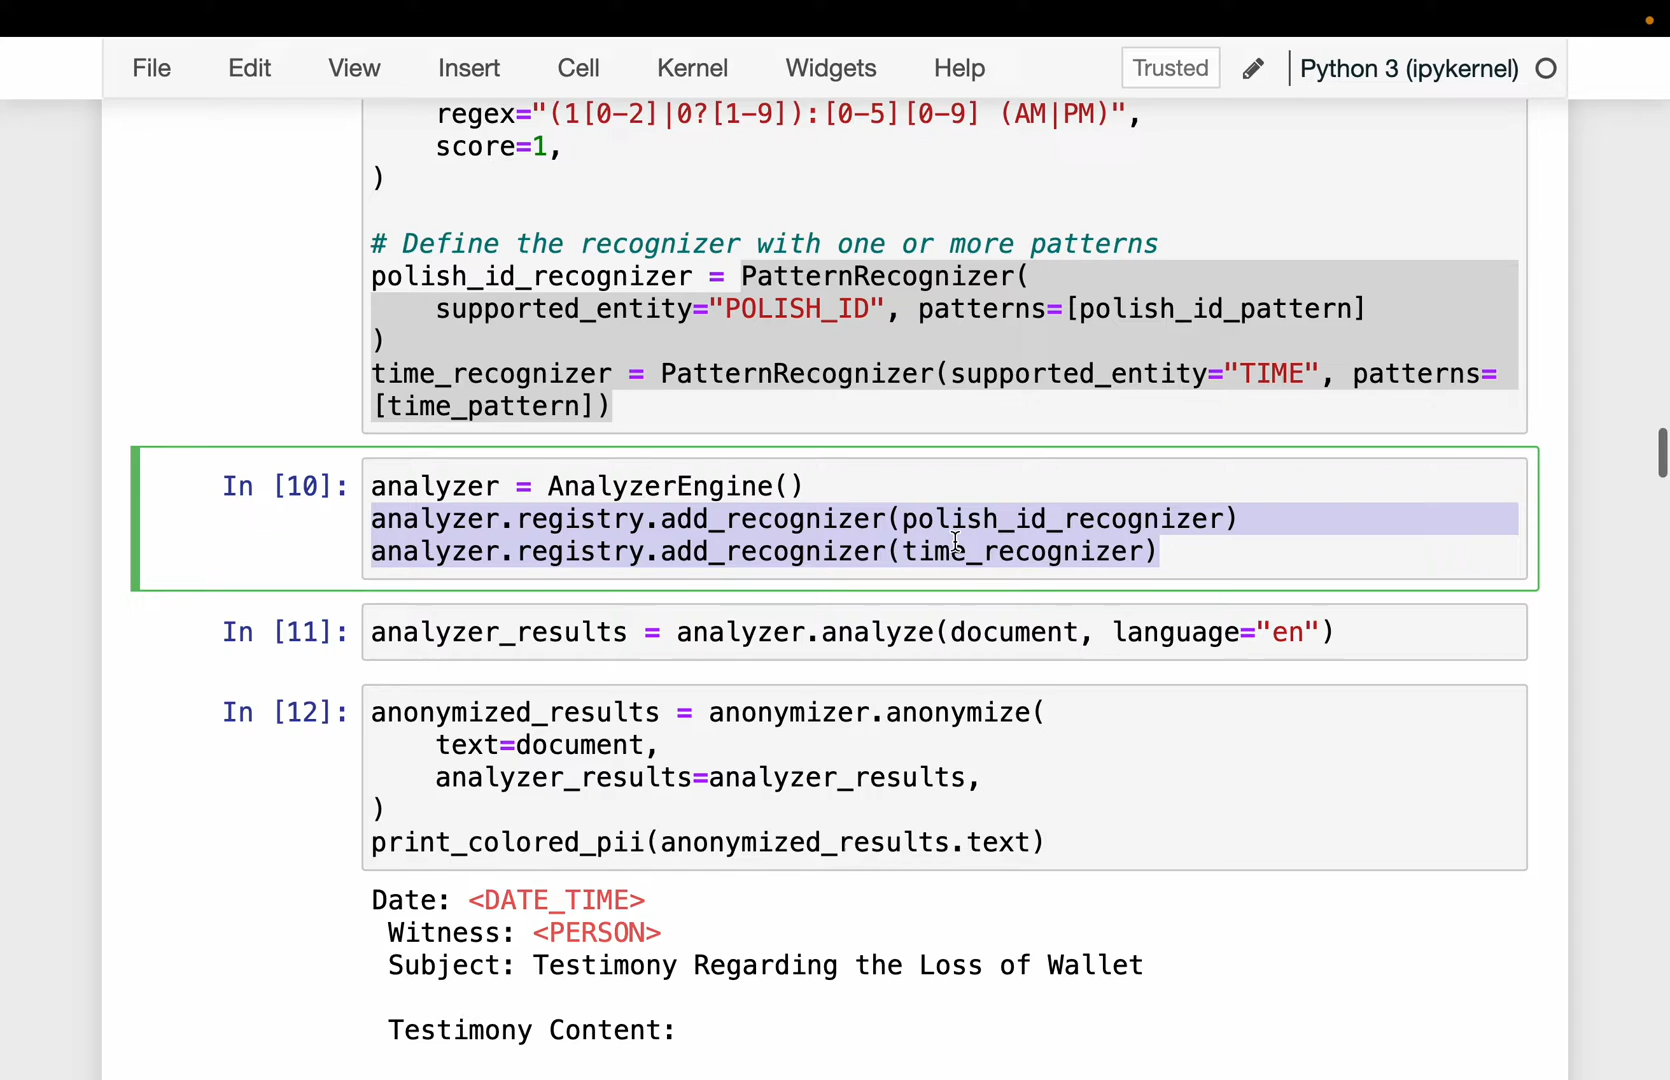 File Edit View Insert Cell Kernel Widgets Help Trusted Python 3 (ipykernel)
regex="(1[0-2]|0?[1-9]):[0-5][0-9] (AM|PM)",
score=1,
)
# Define the recognizer with one or more patterns
polish_id_recognizer = PatternRecognizer(
supported_entity="POLISH_ID", patterns=[polish_id_pattern]
)
time_recognizer = PatternRecognizer(supported_entity="TIME", patterns=
[time_pattern])
In [10]: analyzer = AnalyzerEngine()
analyzer.registry.add_recognizer(polish_id_recognizer)
analyzer.registry.add_recognizer(time_recognizer)
In [11]: analyzer_results = analyzer.analyze(document, language="en")
In [12]: anonymized_results = anonymizer.anonymize(
text=document,
analyzer_results=analyzer_results,
)
print_colored_pii(anonymized_results.text)
Date: <DATE_TIME>
Witness: <PERSON>
Subject: Testimony Regarding the Loss of Wallet
Testimony Content: